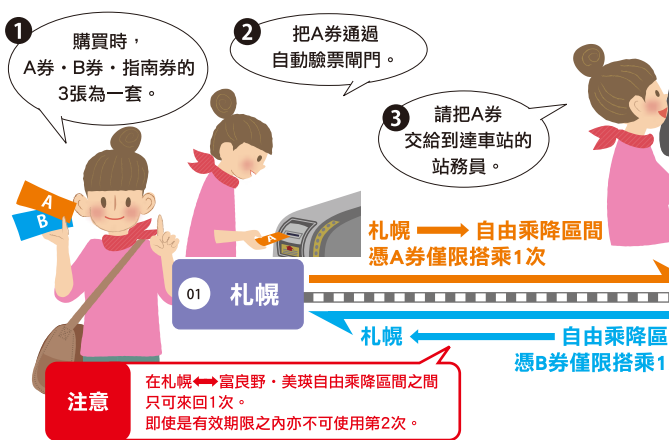 1
購買時，
A券・B券・指南券的
3張為一套。
2
把A券通過
自動驗票閘門。
3
請把A券
交給到達車站的
站務員。
A
B
札幌 → 自由乘降區間
憑A券僅限搭乘1次
01 札幌
札幌 ← 自由乘降區
憑B券僅限搭乘1
注意
在札幌↔富良野・美瑛自由乘降區間之間
只可來回1次。
即使是有效期限之內亦不可使用第2次。